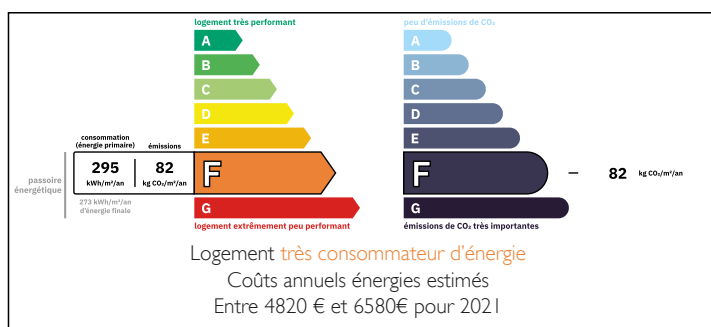 logement très performant
A
B
C
D
E
consommation
(énergie primaire)
émissions
295
kWh/m²/an
82
kg CO₂/m²/an
F
passoire
énergétique
273 kWh/m²/an
d'énergie finale
G
logement extrêmement peu performant
peu d'émissions de CO₂
A
B
C
D
E
F
82 kg CO₂/m²/an
G
émissions de CO₂ très importantes
Logement très consommateur d'énergie
Coûts annuels énergies estimés
Entre 4820 € et 6580€ pour 2021